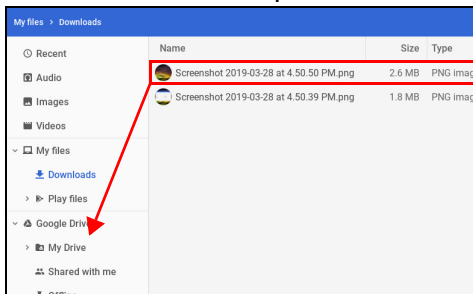 My files > Downloads
Name Size Type
Recent
Screenshot 2019-03-28 at 4.50.50 PM.png 2.6 MB PNG imag
Audio
Screenshot 2019-03-28 at 4.50.39 PM.png 1.8 MB PNG imag
Images
Videos
My files
Downloads
Play files
Google Drive
My Drive
Shared with me